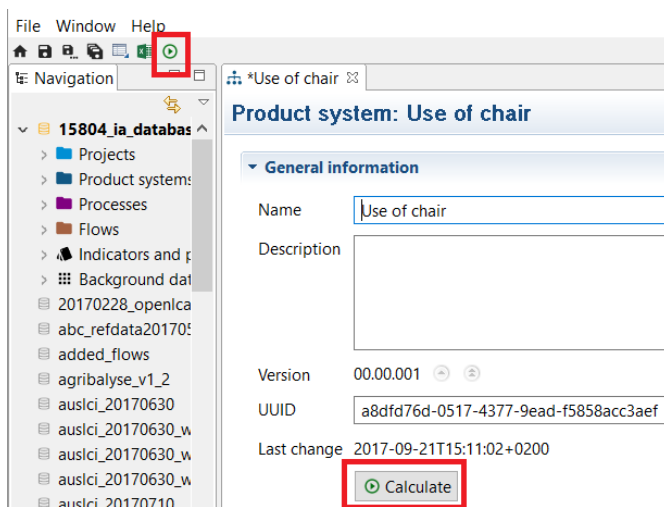 File Window Help
Navigation
*Use of chair
15804_ia_databas
Projects
Product systems
Processes
Flows
Indicators and p
Background dat
20170228_openlca
abc_refdata20170
added_flows
agribalyse_v1_2
auslci_20170630
auslci_20170630_w
auslci_20170630_w
auslci_20170630_w
auslci_20170710
Product system: Use of chair
General information
Name
Use of chair
Description
Version
00.00.001
UUID
a8dfd76d-0517-4377-9ead-f5858acc3aef
Last change
2017-09-21T15:11:02+0200
Calculate